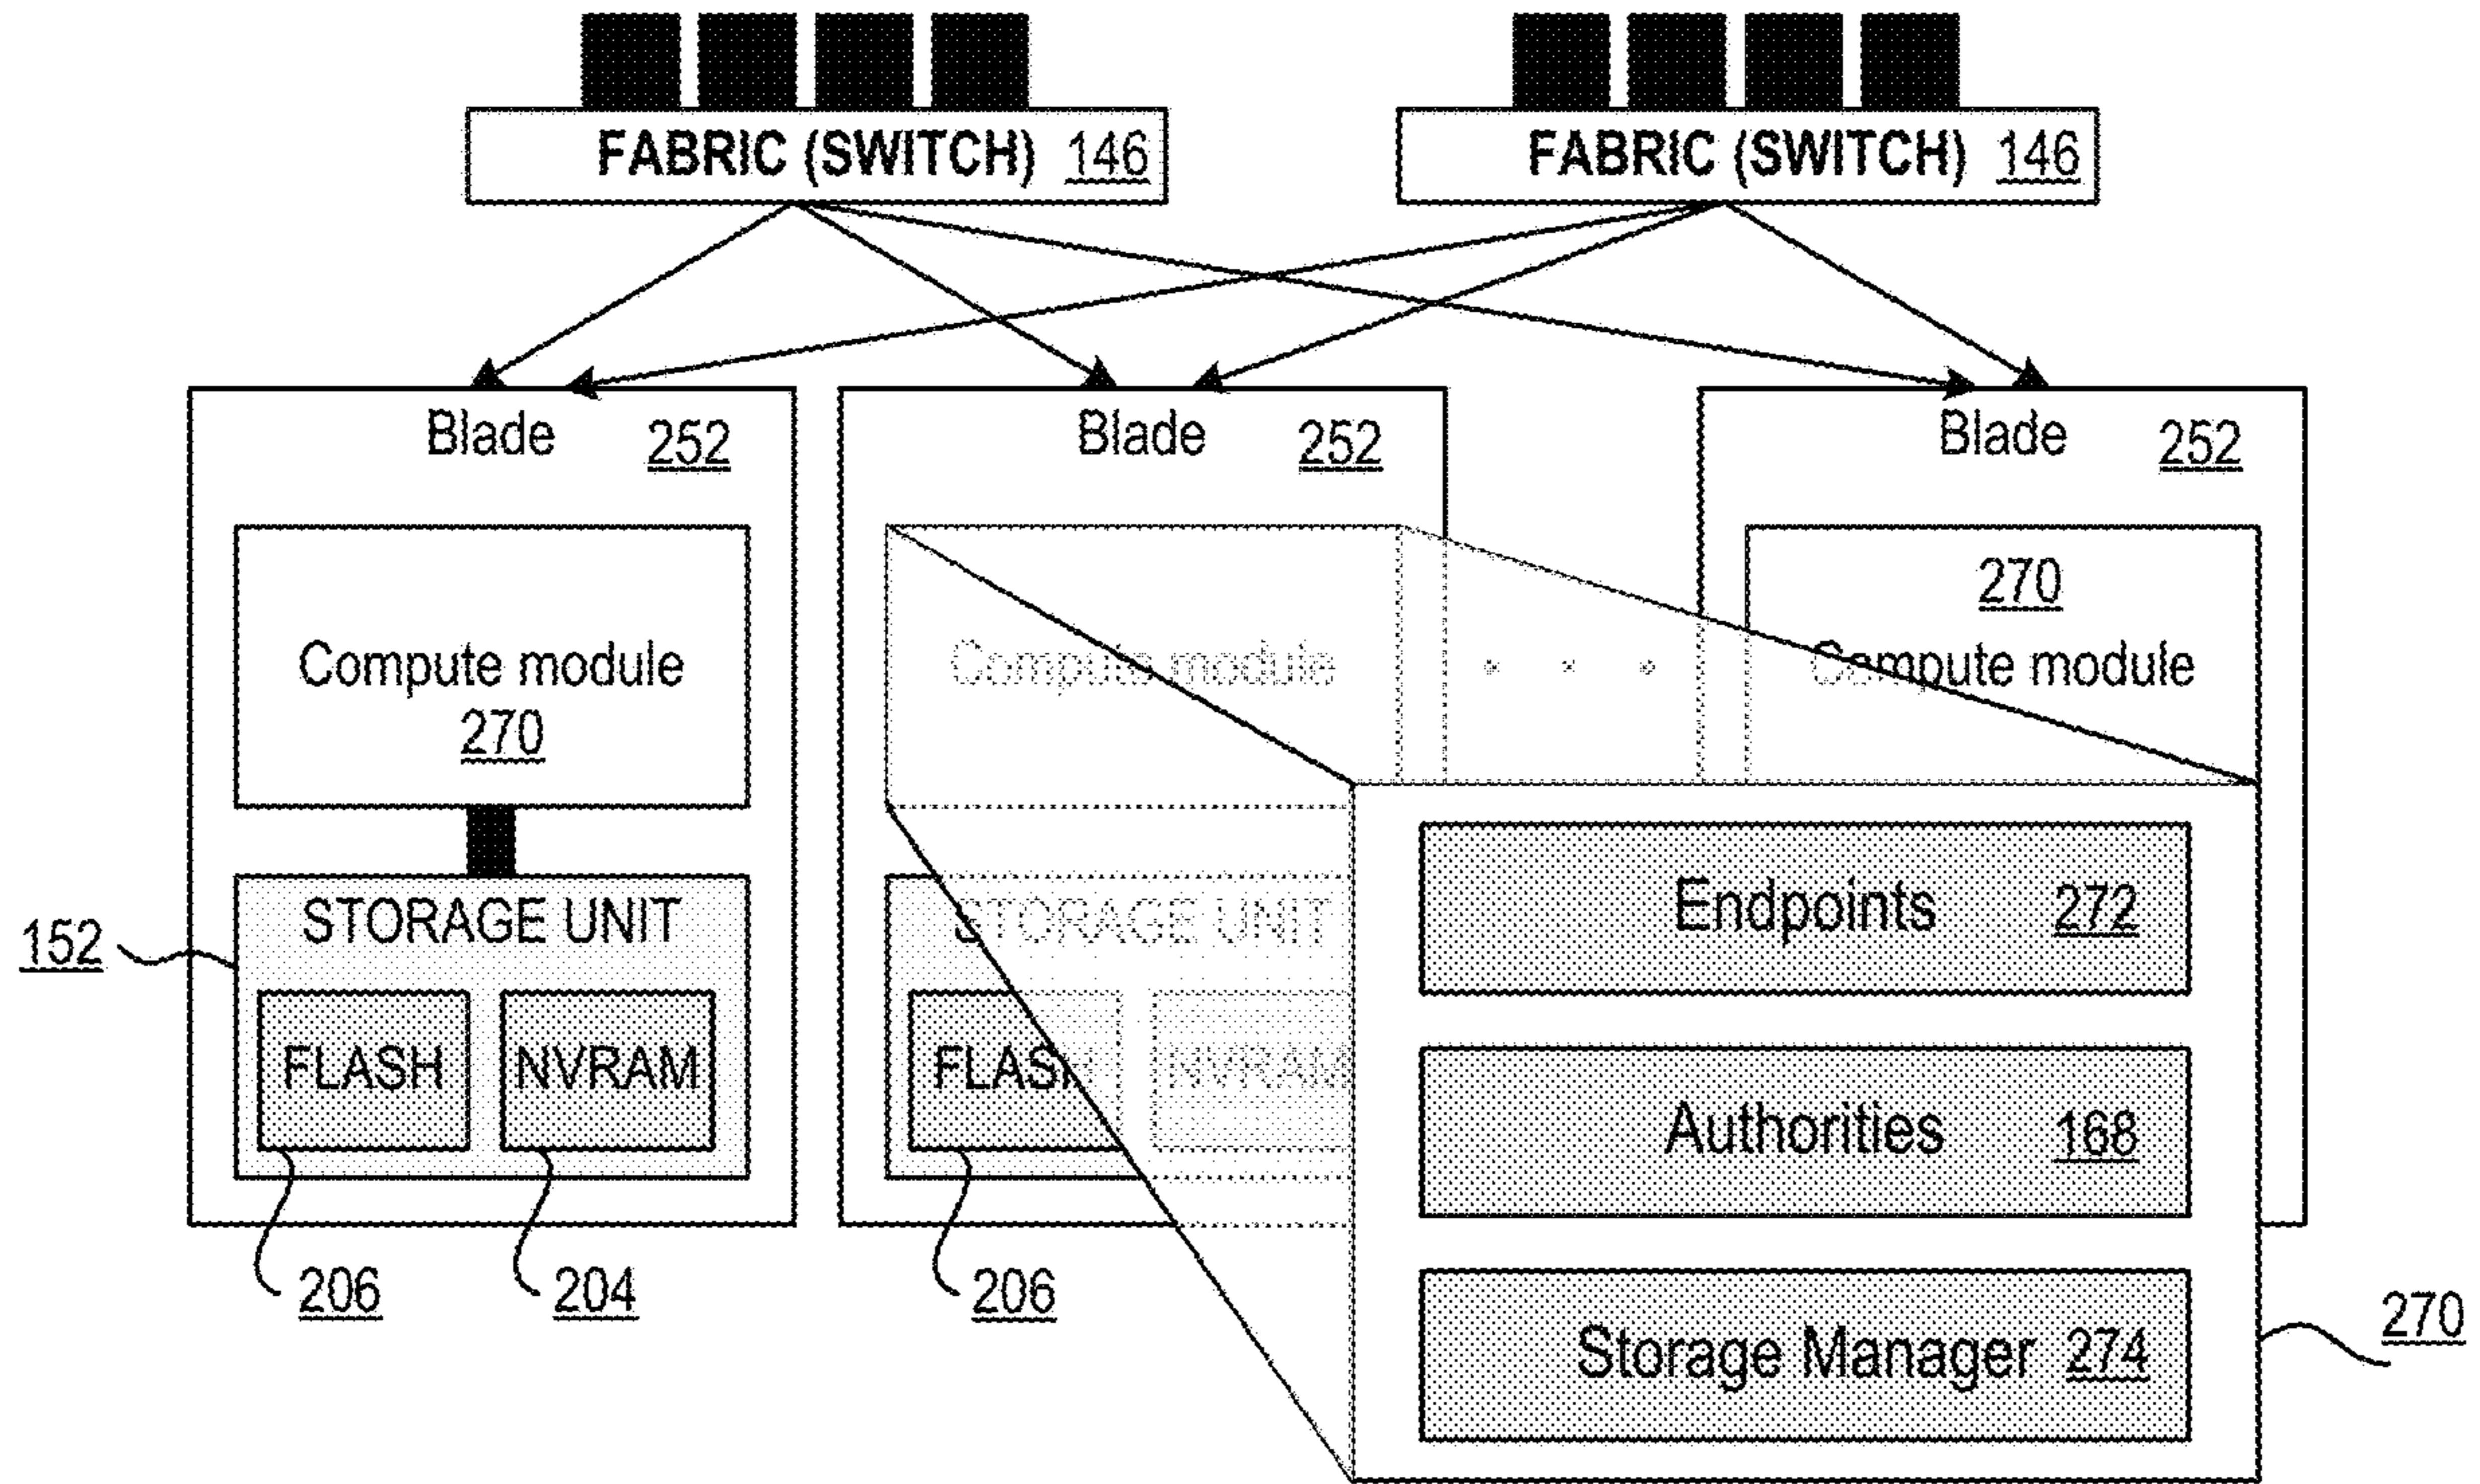 FABRIC (SWITCH) 146
FABRIC (SWITCH) 146
Blade 252
Blade 252
Blade 252
Compute module
270
Compute module
270
Compute module
STORAGE UNIT
152
FLASH
NVRAM
206
204
STORAGE UNIT
FLASH
NVRAM
206
Endpoints 272
Authorities 168
Storage Manager 274
270